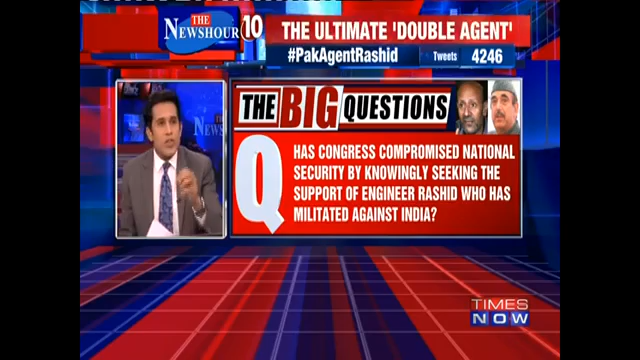 THE NEWSHOUR @10
THE ULTIMATE 'DOUBLE AGENT'
#PakAgentRashid
Tweets 4246
THE BIG QUESTIONS
Q
HAS CONGRESS COMPROMISED NATIONAL
SECURITY BY KNOWINGLY SEEKING THE
SUPPORT OF ENGINEER RASHID WHO HAS
MILITATED AGAINST INDIA?
TIMES
NOW